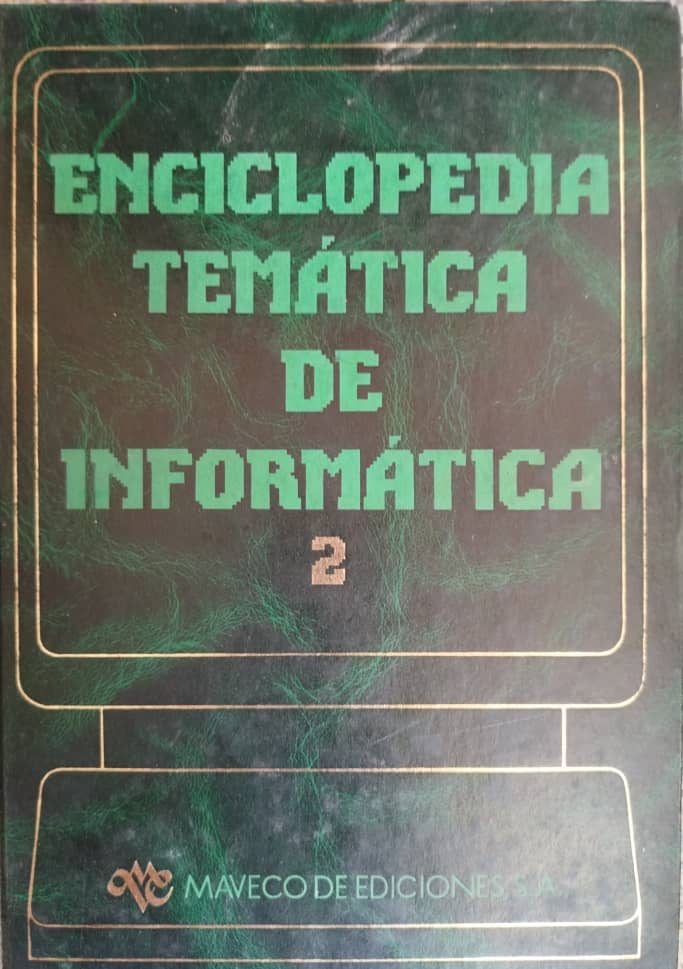 ENCICLOPEDIA
TEMÁTICA
DE
INFORMÁTICA
2
MAVECO DE EDICIONES, S.A.